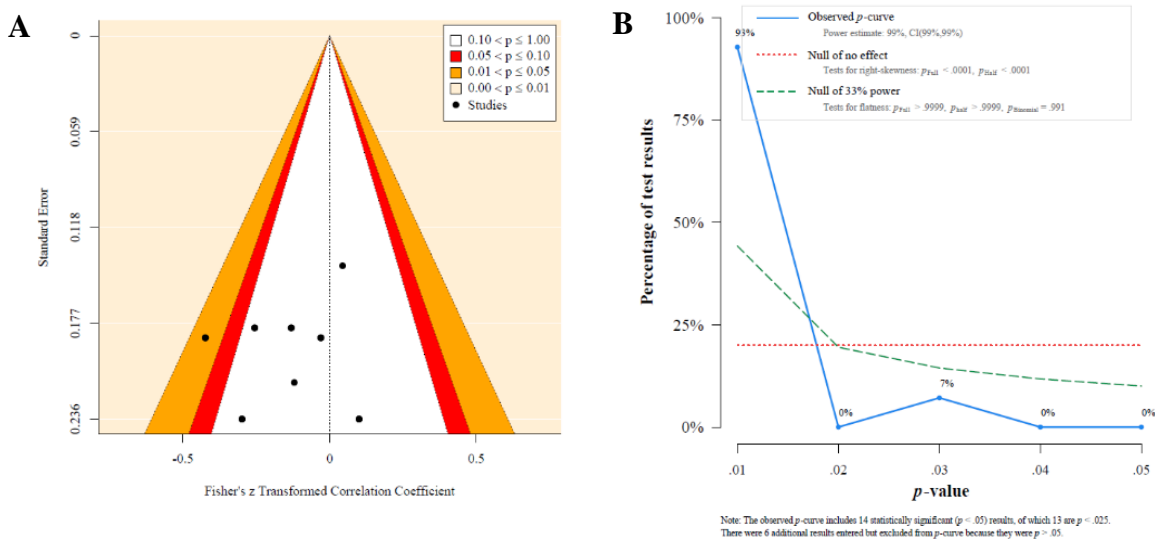 A
0.10 < p ≤ 1.00
0.05 < p ≤ 0.10
0.01 < p ≤ 0.05
0.00 < p ≤ 0.01
Studies
0
0.059
0.118
0.177
0.236
Standard Error
-0.5
0
0.5
Fisher's z Transformed Correlation Coefficient
B
100%
75%
50%
25%
0%
Percentage of test results
Observed p-curve
Power estimate: 99%, CI(99%,99%)
Null of no effect
Tests for right-skewness: pFull < .0001, pHalf < .0001
Null of 33% power
Tests for flatness: pFull > .9999, phalf > .9999, pBinomial = .991
93%
0%
7%
0%
0%
.01
.02
.03
.04
.05
p-value
Note: The observed p-curve includes 14 statistically significant (p < .05) results, of which 13 are p < .025.
There were 6 additional results entered but excluded from p-curve because they were p > .05.